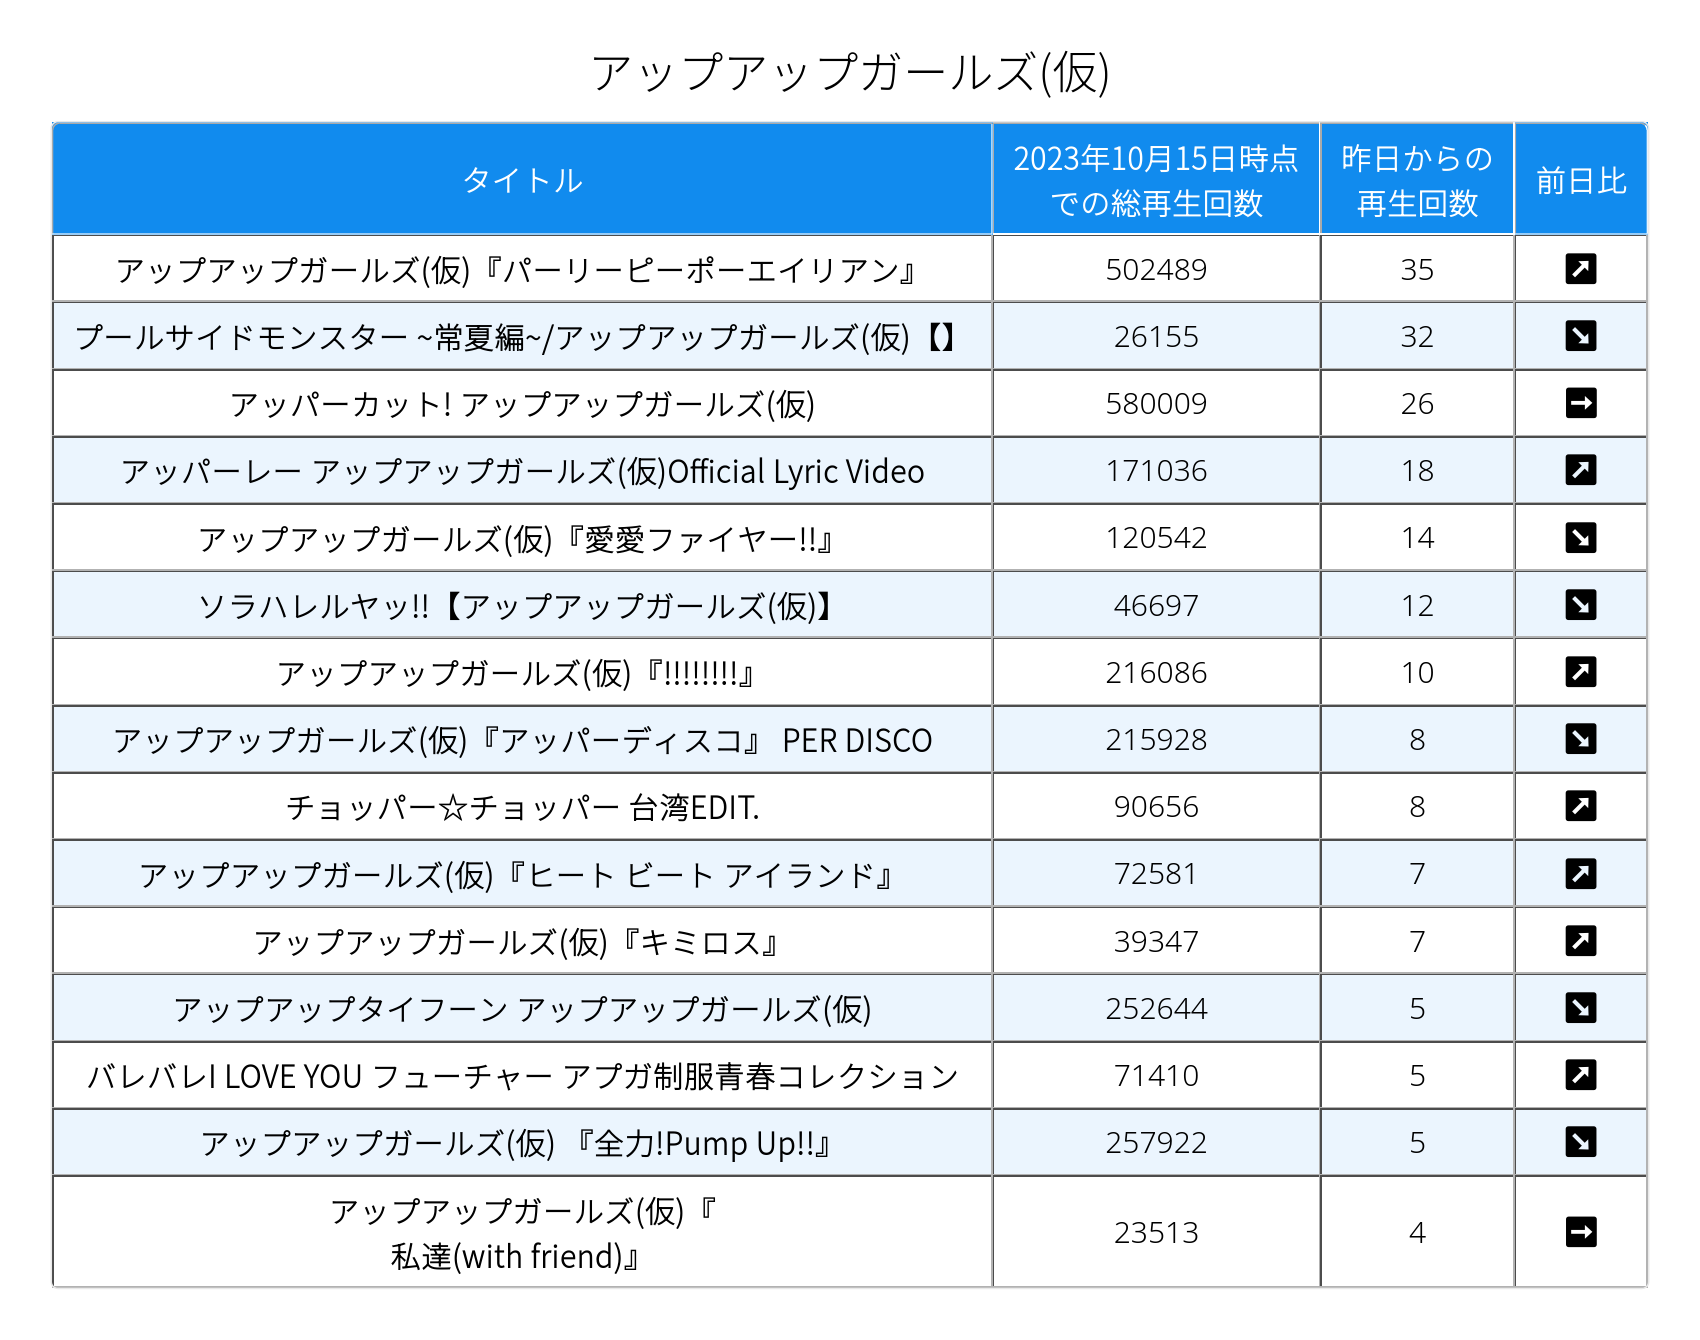 アップアップガールズ(仮)
タイトル
2023年10月15日時点
での総再生回数
昨日からの
再生回数
前日比
アップアップガールズ(仮)『パーリーピーポーエイリアン』 502489 35
プールサイドモンスター ~常夏編~/アップアップガールズ(仮)【】 26155 32
アッパーカット! アップアップガールズ(仮) 580009 26
アッパーレー アップアップガールズ(仮)Official Lyric Video 171036 18
アップアップガールズ(仮)『愛愛ファイヤー!!』 120542 14
ソラハレルヤッ!!【アップアップガールズ(仮)】 46697 12
アップアップガールズ(仮)『!!!!!!!!』 216086 10
アップアップガールズ(仮)『アッパーディスコ』 PER DISCO 215928 8
チョッパー☆チョッパー 台湾EDIT. 90656 8
アップアップガールズ(仮)『ヒート ビート アイランド』 72581 7
アップアップガールズ(仮)『キミロス』 39347 7
アップアップタイフーン アップアップガールズ(仮) 252644 5
バレバレI LOVE YOU フューチャー アプガ制服青春コレクション 71410 5
アップアップガールズ(仮) 『全力!Pump Up!!』 257922 5
アップアップガールズ(仮)『
私達(with friend)』 23513 4